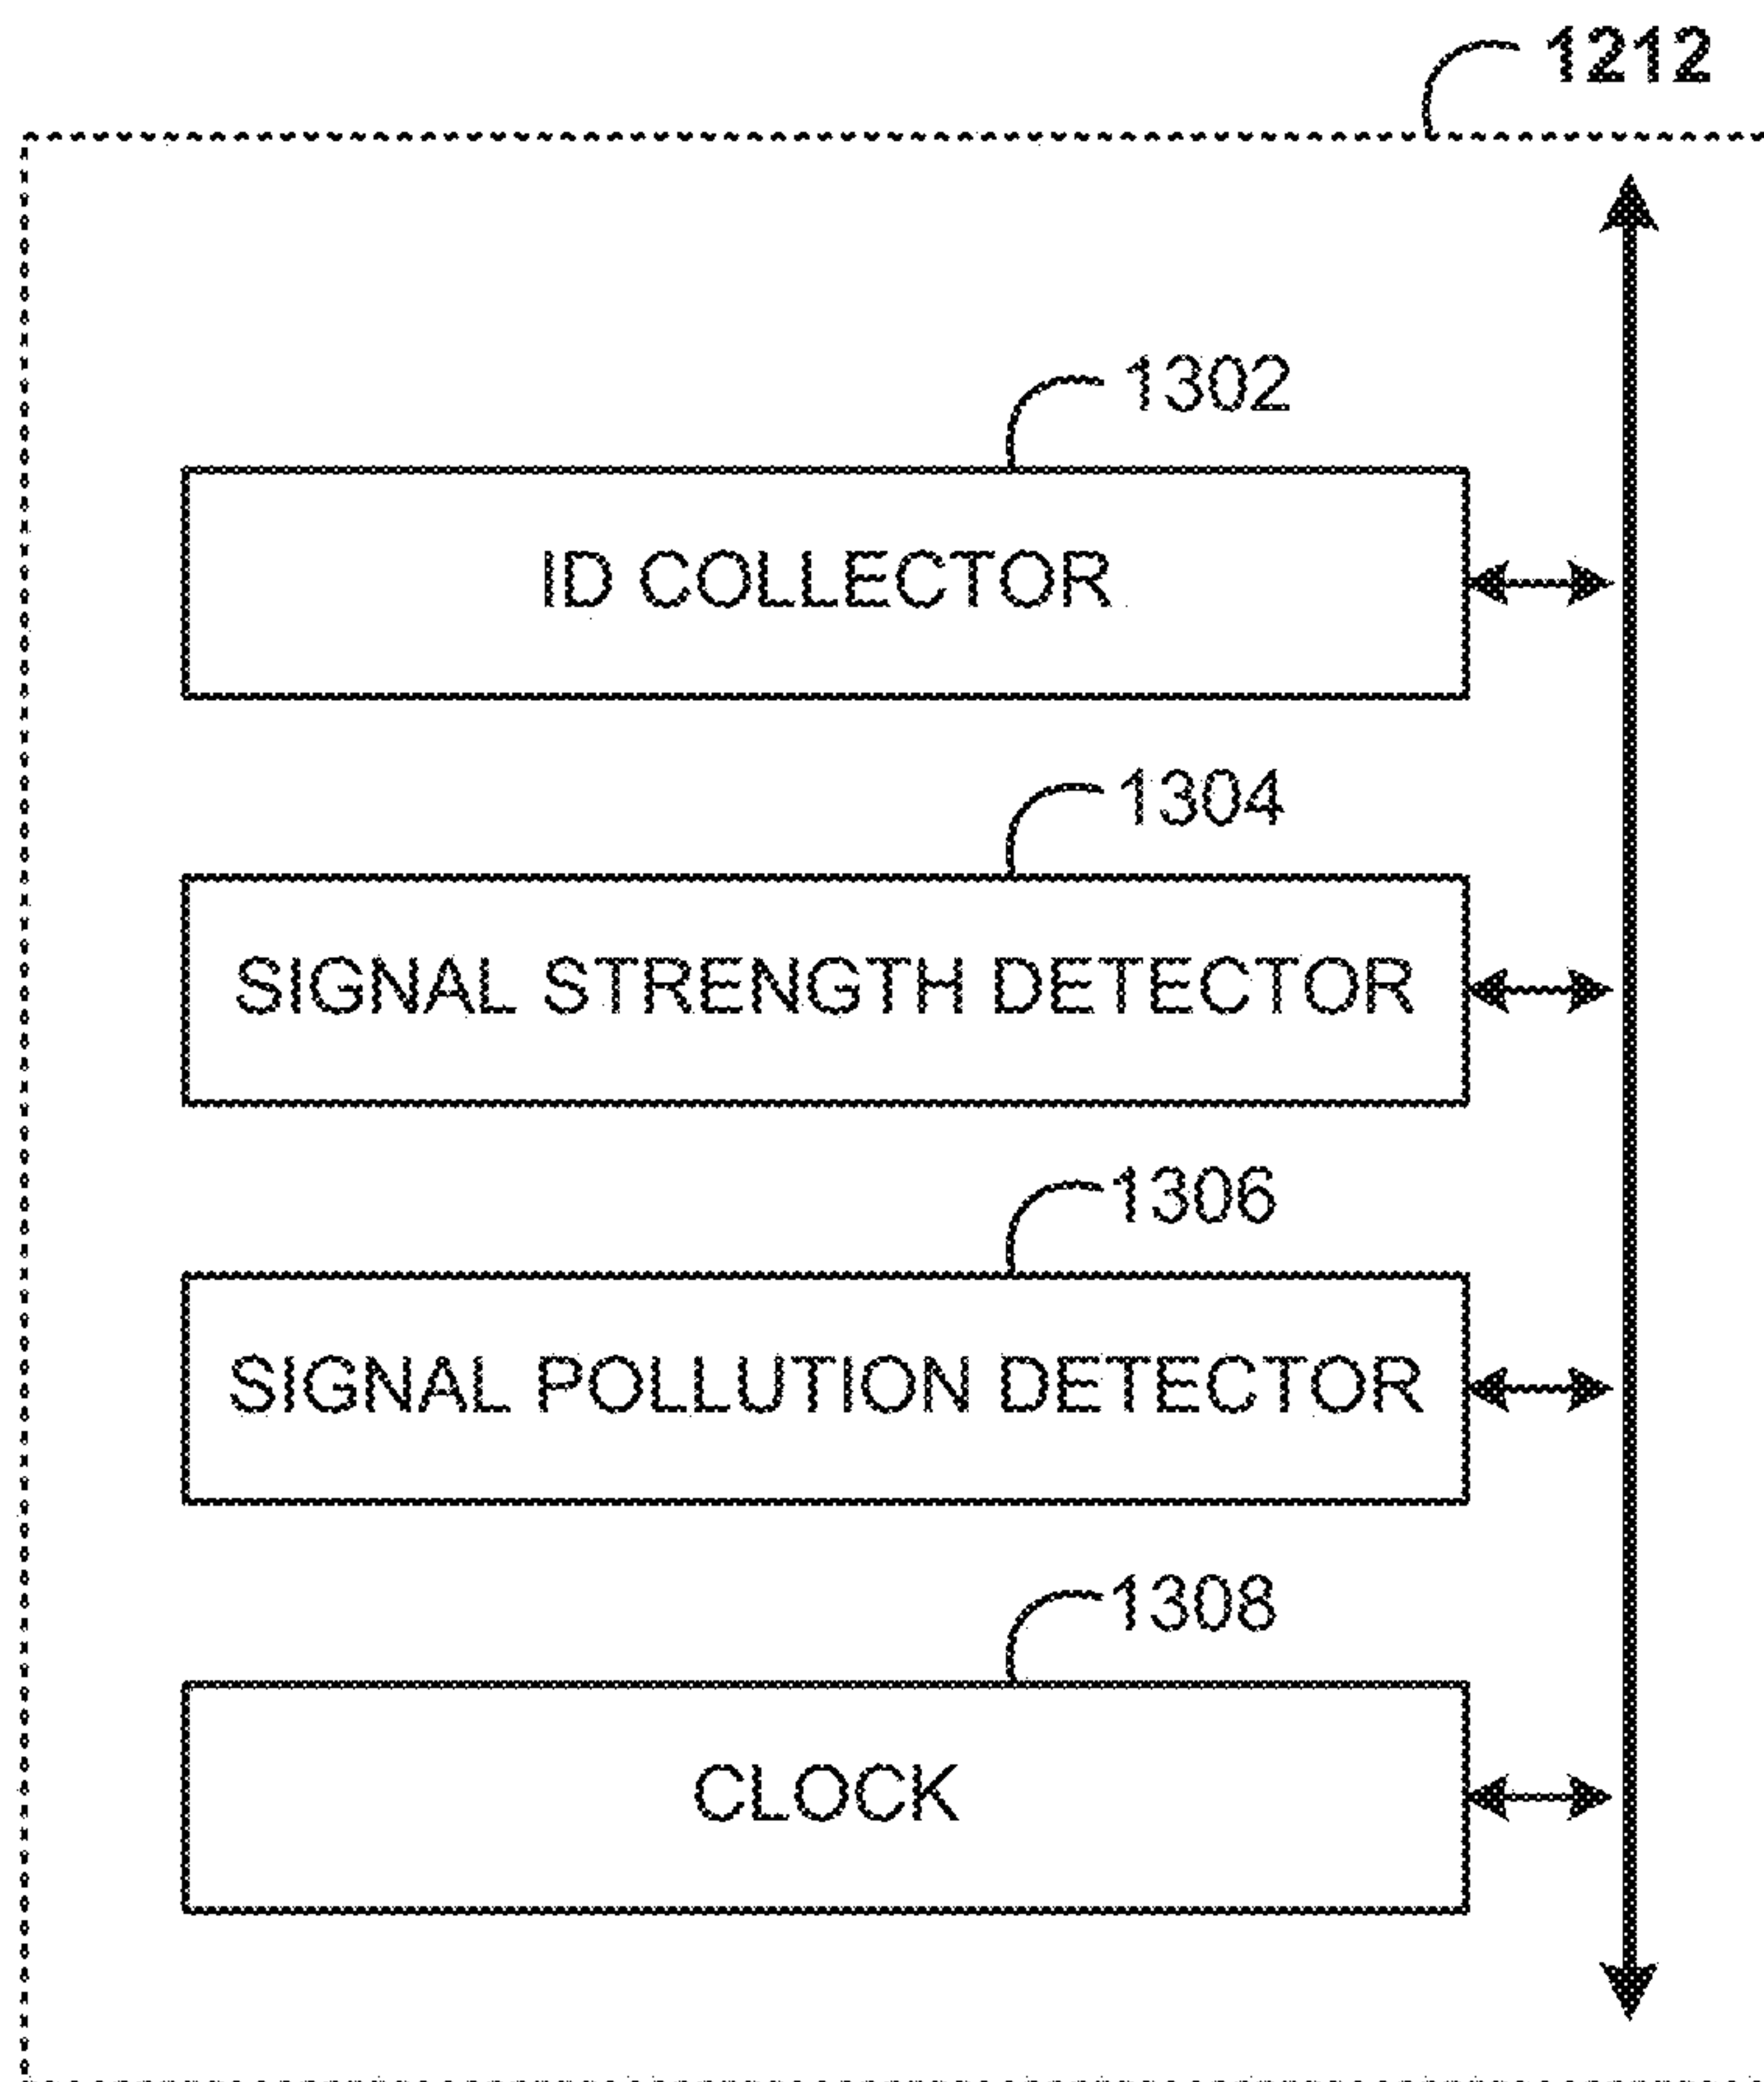 1212
1302
ID COLLECTOR
1304
SIGNAL STRENGTH DETECTOR
1306
SIGNAL POLLUTION DETECTOR
1308
CLOCK